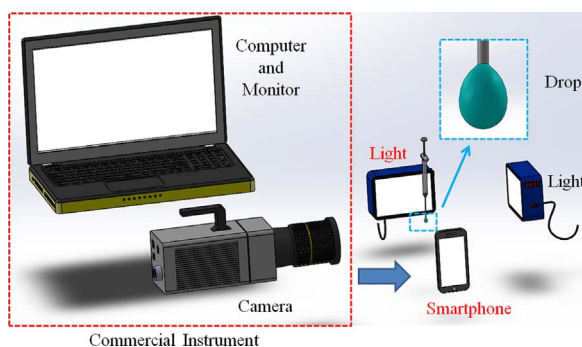 Computer
and
Monitor
Camera
Commercial Instrument
Drop
Light
Light
Smartphone